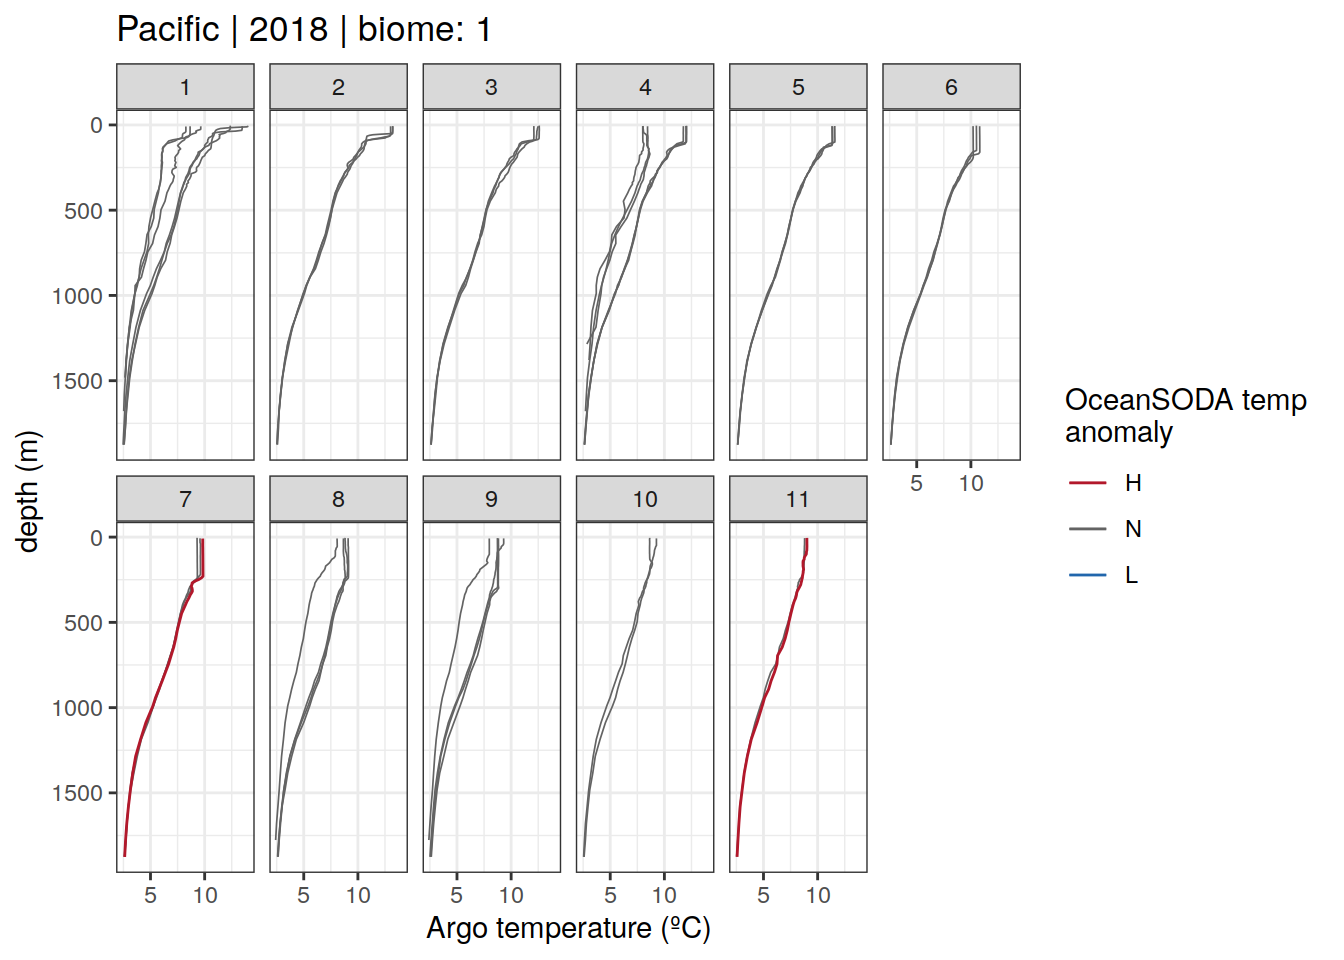 Pacific | 2018 | biome: 1
1 2 3 4 5 6
0
500
1000
1500
5 10
7 8 9 10 11
0
500
1000
1500
5 10 5 10 5 10 5 10 5 10
Argo temperature (ºC)
depth (m)
OceanSODA temp
anomaly
H
N
L